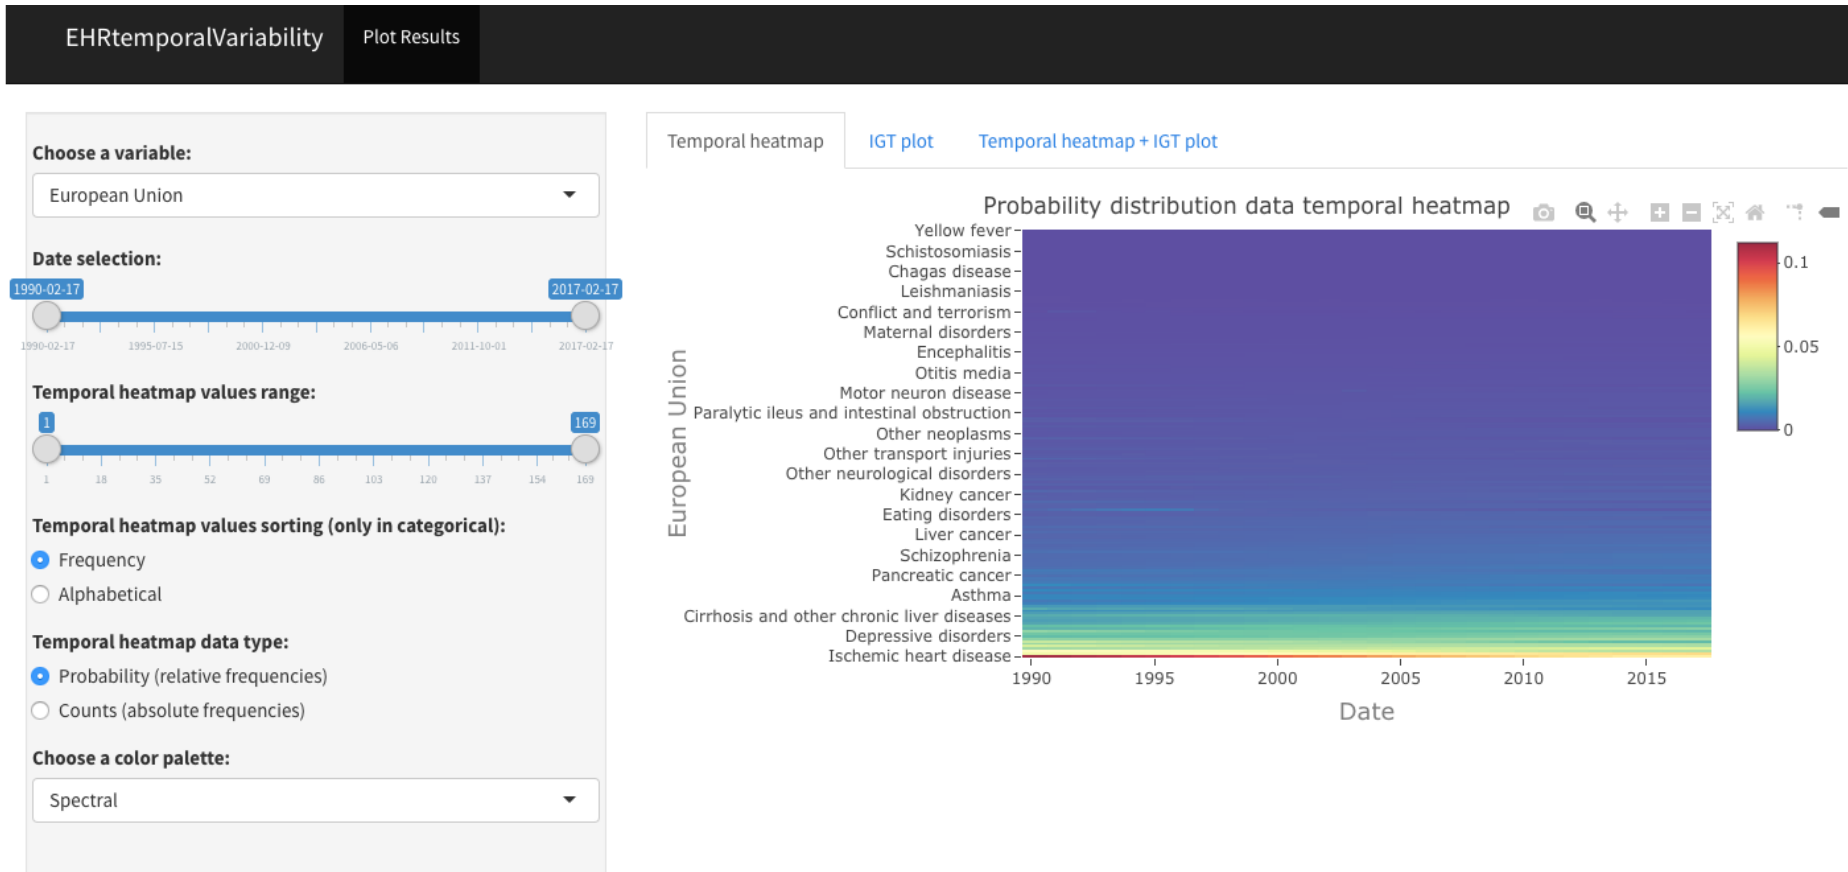 EHRtemporalVariability
Plot Results
Choose a variable:
European Union
Date selection:
1990-02-17
2017-02-17
1990-02-17
1995-07-15
2000-12-09
2006-05-06
2011-10-01
2017-02-17
Temporal heatmap values range:
1
169
1
18
35
52
69
86
103
120
137
154
169
Temporal heatmap values sorting (only in categorical):
Frequency
Alphabetical
Temporal heatmap data type:
Probability (relative frequencies)
Counts (absolute frequencies)
Choose a color palette:
Spectral
Temporal heatmap
IGT plot
Temporal heatmap + IGT plot
Probability distribution data temporal heatmap
European Union
Yellow fever
Schistosomiasis
Chagas disease
Leishmaniasis
Conflict and terrorism
Maternal disorders
Encephalitis
Otitis media
Motor neuron disease
Paralytic ileus and intestinal obstruction
Other neoplasms
Other transport injuries
Other neurological disorders
Kidney cancer
Eating disorders
Liver cancer
Schizophrenia
Pancreatic cancer
Asthma
Cirrhosis and other chronic liver diseases
Depressive disorders
Ischemic heart disease
1990
1995
2000
2005
2010
2015
Date
0.1
0.05
0